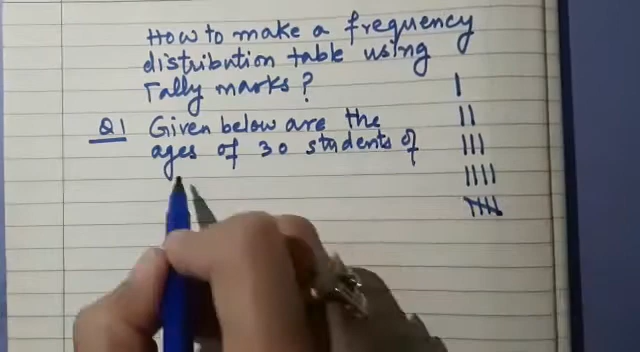 How to make a frequency
distribution table using
Tally marks?
Q1 Given below are the
ages of 30 students of
|
||
|||
||||